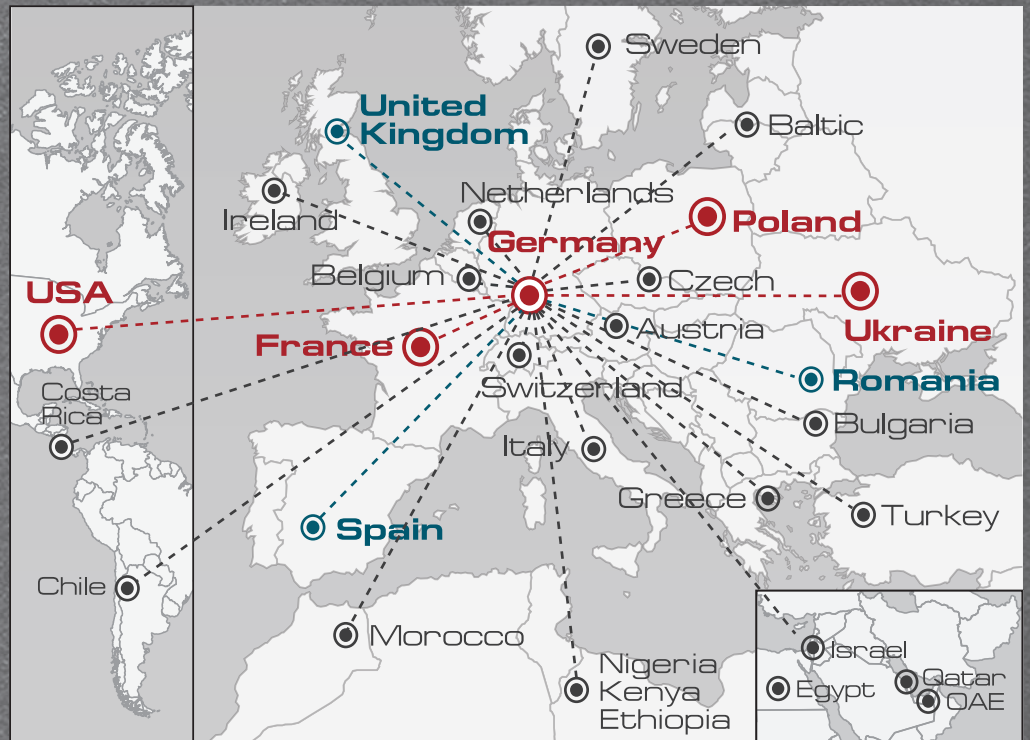 Sweden
United
Kingdom
Baltic
Netherlands
Ireland
Poland
Germany
Belgium
Czech
USA
Ukraine
Austria
France
Switzerland
Romania
Costa
Rica
Bulgaria
Italy
Greece
Turkey
Spain
Chile
Morocco
Israel
Nigeria
Kenya
Ethiopia
Egypt
Qatar
OAE